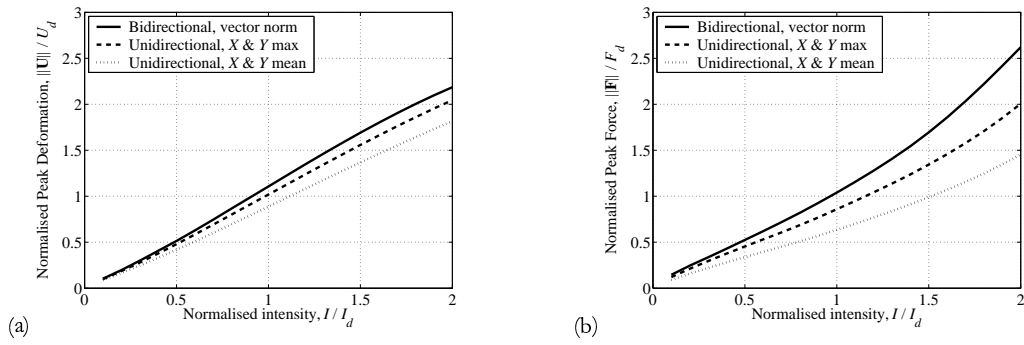 3
2.5
2
1.5
1
0.5
0
0
0.5
1
1.5
2
Normalised Peak Deformation, ||U|| / U_d
Normalised intensity, I / I_d
Bidirectional, vector norm
Unidirectional, X & Y max
Unidirectional, X & Y mean
(a)
3
2.5
2
1.5
1
0.5
0
0
0.5
1
1.5
2
Normalised Peak Force, ||F|| / F_d
Normalised intensity, I / I_d
Bidirectional, vector norm
Unidirectional, X & Y max
Unidirectional, X & Y mean
(b)